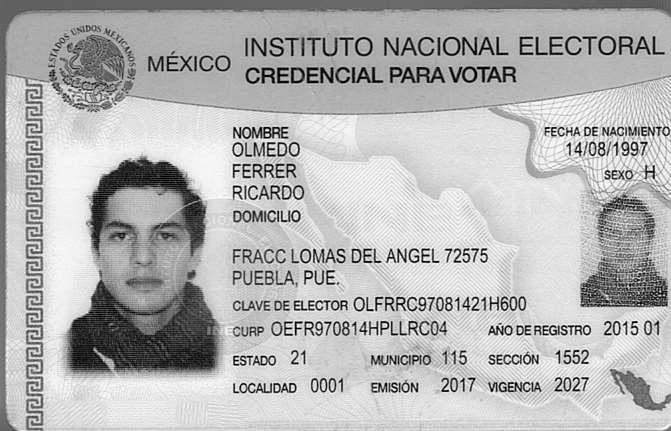 ESTADOS UNIDOS MEXICANOS
MÉXICO INSTITUTO NACIONAL ELECTORAL
CREDENCIAL PARA VOTAR
NOMBRE
OLMEDO
FERRER
RICARDO
FECHA DE NACIMIENTO
14/08/1997
SEXO H
DOMICILIO
FRACC LOMAS DEL ANGEL 72575
PUEBLA, PUE.
CLAVE DE ELECTOR OLFRRC97081421H600
CURP OEFR970814HPLLRC04 AÑO DE REGISTRO 2015 01
ESTADO 21 MUNICIPIO 115 SECCIÓN 1552
LOCALIDAD 0001 EMISIÓN 2017 VIGENCIA 2027